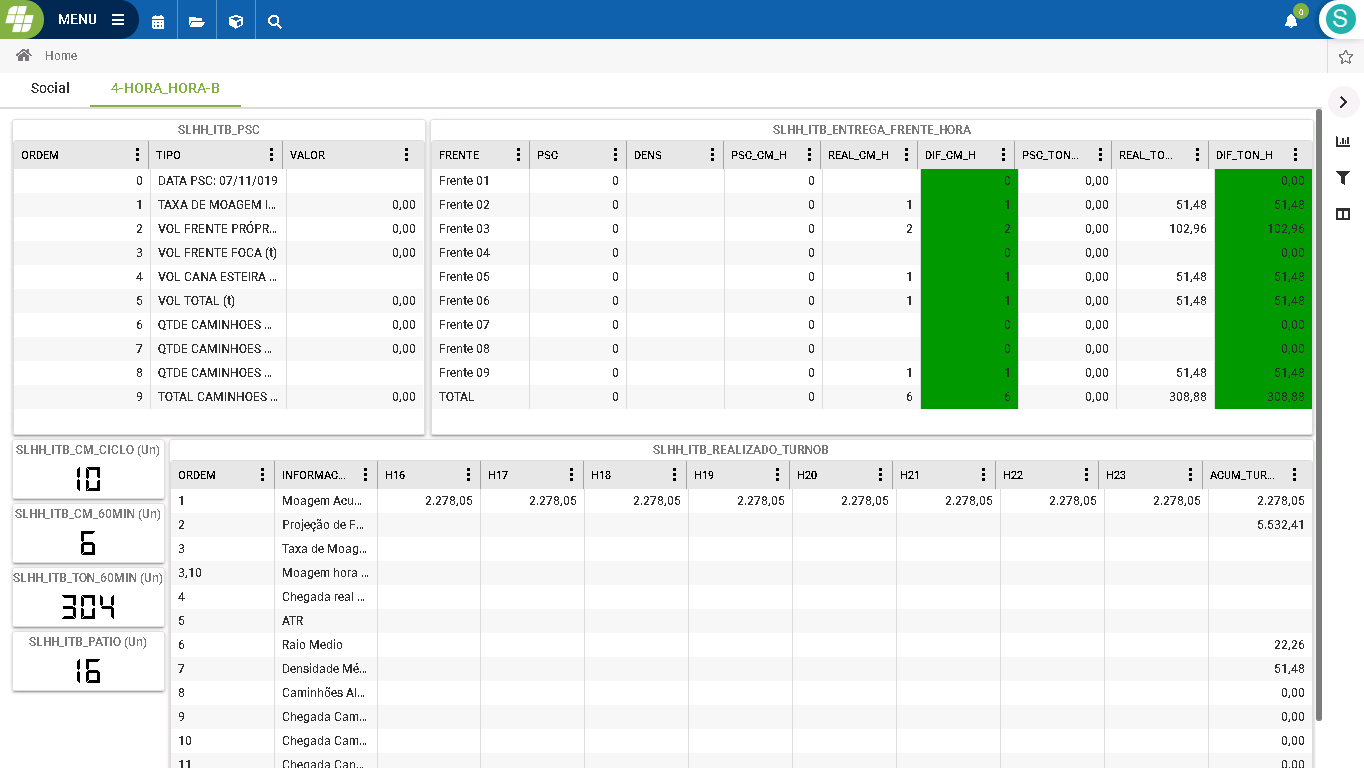 MENU
0
S
Home
Social 4-HORA_HORA-B
SLHH_ITB_PSC
ORDEM TIPO VALOR
0 DATA PSC: 07/11/019
1 TAXA DE MOAGEM I... 0,00
2 VOL FRENTE PRÓPR... 0,00
3 VOL FRENTE FOCA (t) 0,00
4 VOL CANA ESTEIRA ...
5 VOL TOTAL (t) 0,00
6 QTDE CAMINHOES ... 0,00
7 QTDE CAMINHOES ... 0,00
8 QTDE CAMINHOES ...
9 TOTAL CAMINHOES ... 0,00
SLHH_ITB_ENTREGA_FRENTE_HORA
FRENTE PSC DENS PSC_CM_H REAL_CM_H DIF_CM_H PSC_TON... REAL_TO... DIF_TON_H
Frente 01 0 0 0 0,00 0,00
Frente 02 0 0 1 1 0,00 51,48 51,48
Frente 03 0 0 2 2 0,00 102,96 102,96
Frente 04 0 0 0 0,00 0,00
Frente 05 0 0 1 1 0,00 51,48 51,48
Frente 06 0 0 1 1 0,00 51,48 51,48
Frente 07 0 0 0 0,00 0,00
Frente 08 0 0 0 0,00 0,00
Frente 09 0 0 1 1 0,00 51,48 51,48
TOTAL 0 0 6 6 0,00 308,88 308,88
SLHH_ITB_CM_CICLO (Un)
10
SLHH_ITB_CM_60MIN (Un)
6
SLHH_ITB_TON_60MIN (Un)
304
SLHH_ITB_PATIO (Un)
16
SLHH_ITB_REALIZADO_TURNOB
ORDEM INFORMAC... H16 H17 H18 H19 H20 H21 H22 H23 ACUM_TUR...
1 Moagem Acu... 2.278,05 2.278,05 2.278,05 2.278,05 2.278,05 2.278,05 2.278,05 2.278,05 2.278,05
2 Projeção de F... 5.532,41
3 Taxa de Moag...
3,10 Moagem hora ...
4 Chegada real ...
5 ATR
6 Raio Medio 22,26
7 Densidade Mé... 51,48
8 Caminhões Al... 0,00
9 Chegada Cam... 0,00
10 Chegada Cam... 0,00
11 Chegada Can... 0,00